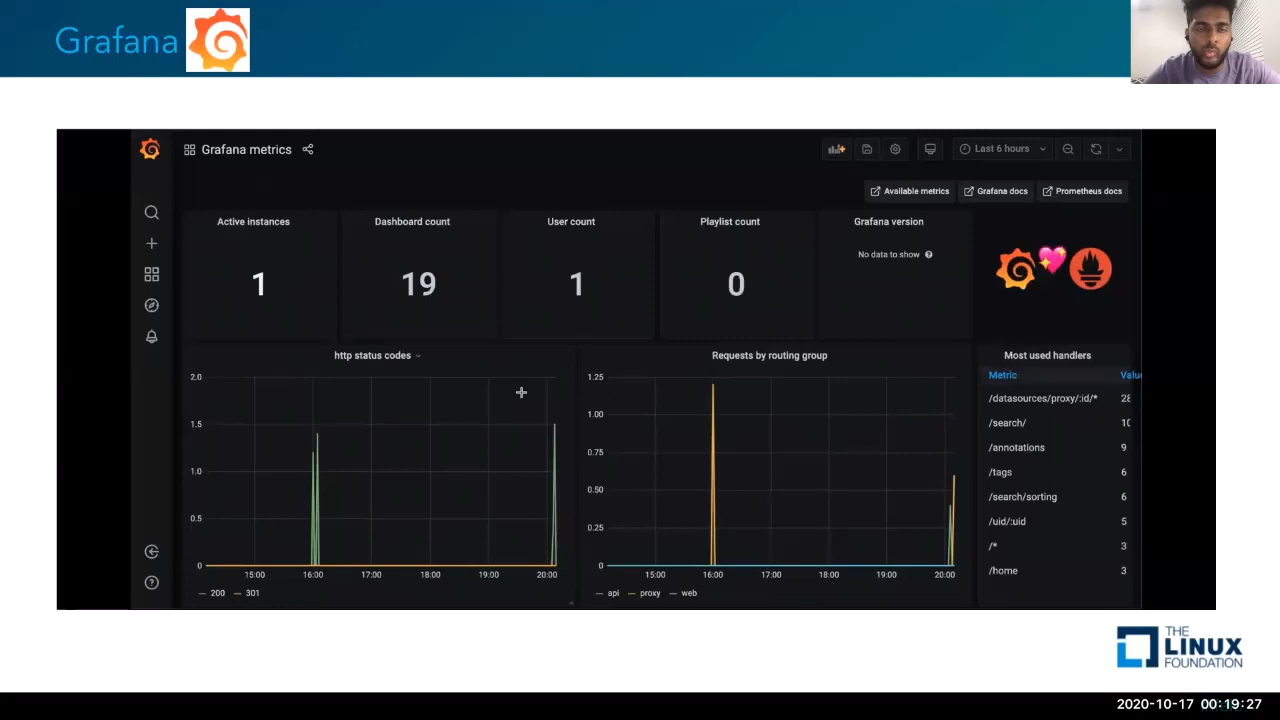 Grafana
Grafana metrics
Last 6 hours
Available metrics
Grafana docs
Prometheus docs
Active instances
1
Dashboard count
19
User count
1
Playlist count
0
Grafana version
No data to show
http status codes
2.0
1.5
1.0
0.5
0
15:00 16:00 17:00 18:00 19:00 20:00
200 301
Requests by routing group
1.25
1.00
0.75
0.50
0.25
0
15:00 16:00 17:00 18:00 19:00 20:00
api proxy web
Most used handlers
Metric
/datasources/proxy/:id/* 28
/search/ 10
/annotations 9
/tags 6
/search/sorting 6
/uid/:uid 5
/* 3
/home 3
THE
LINUX
FOUNDATION
2020-10-17 00:19:27